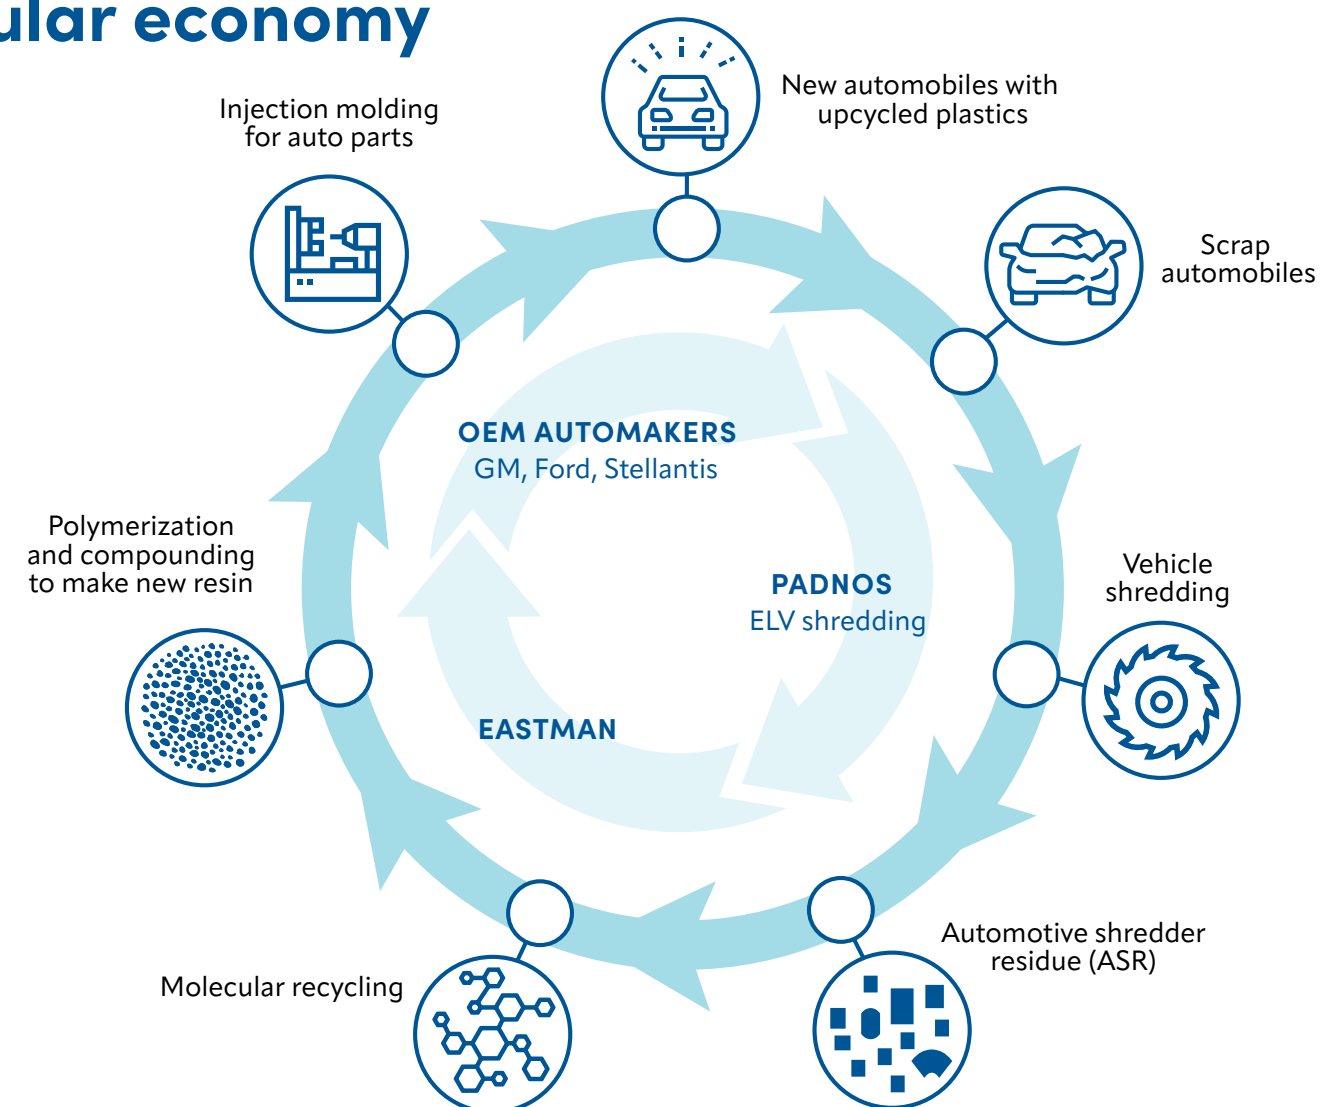 ular economy
New automobiles with
upcycled plastics
Injection molding
for auto parts
Scrap
automobiles
OEM AUTOMAKERS
GM, Ford, Stellantis
Polymerization
and compounding
to make new resin
Vehicle
shredding
PADNOS
ELV shredding
EASTMAN
Automotive shredder
residue (ASR)
Molecular recycling